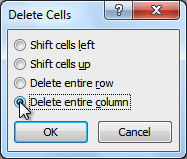 Delete Cells
Shift cells left
Shift cells up
Delete entire row
Delete entire column
OK Cancel